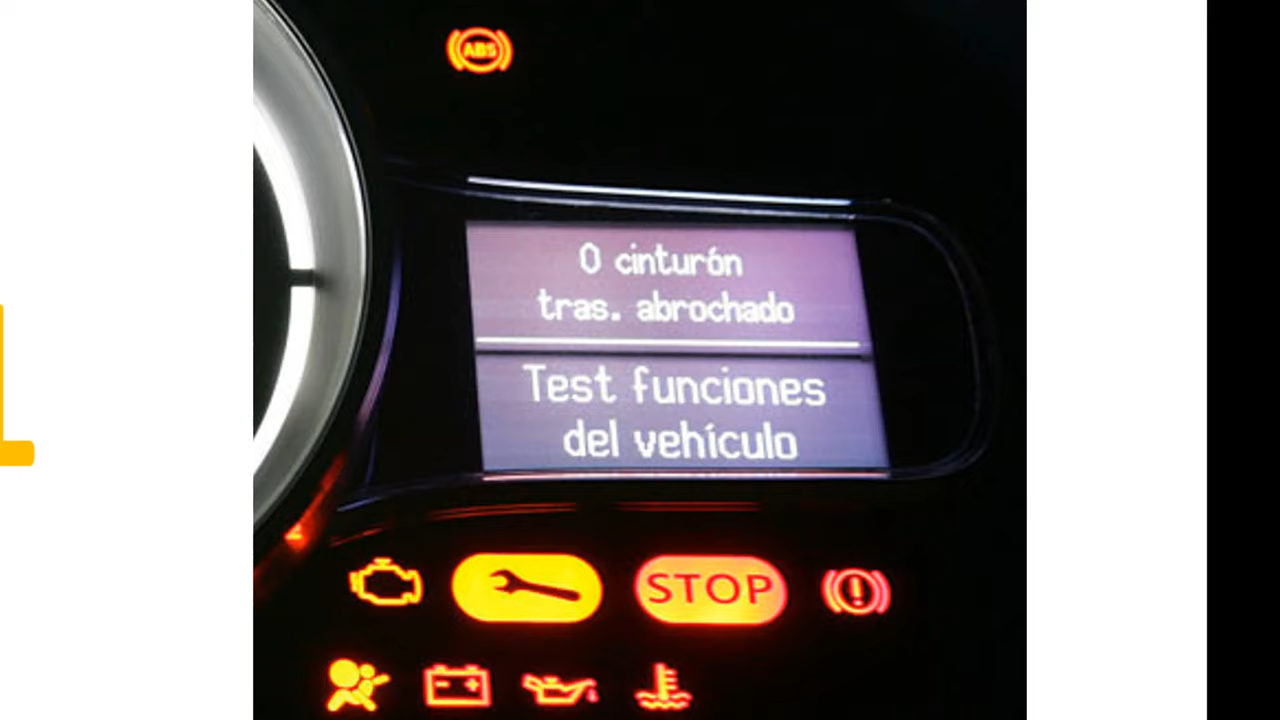 ABS
0 cinturón
tras. abrochado
Test funciones
del vehículo
STOP